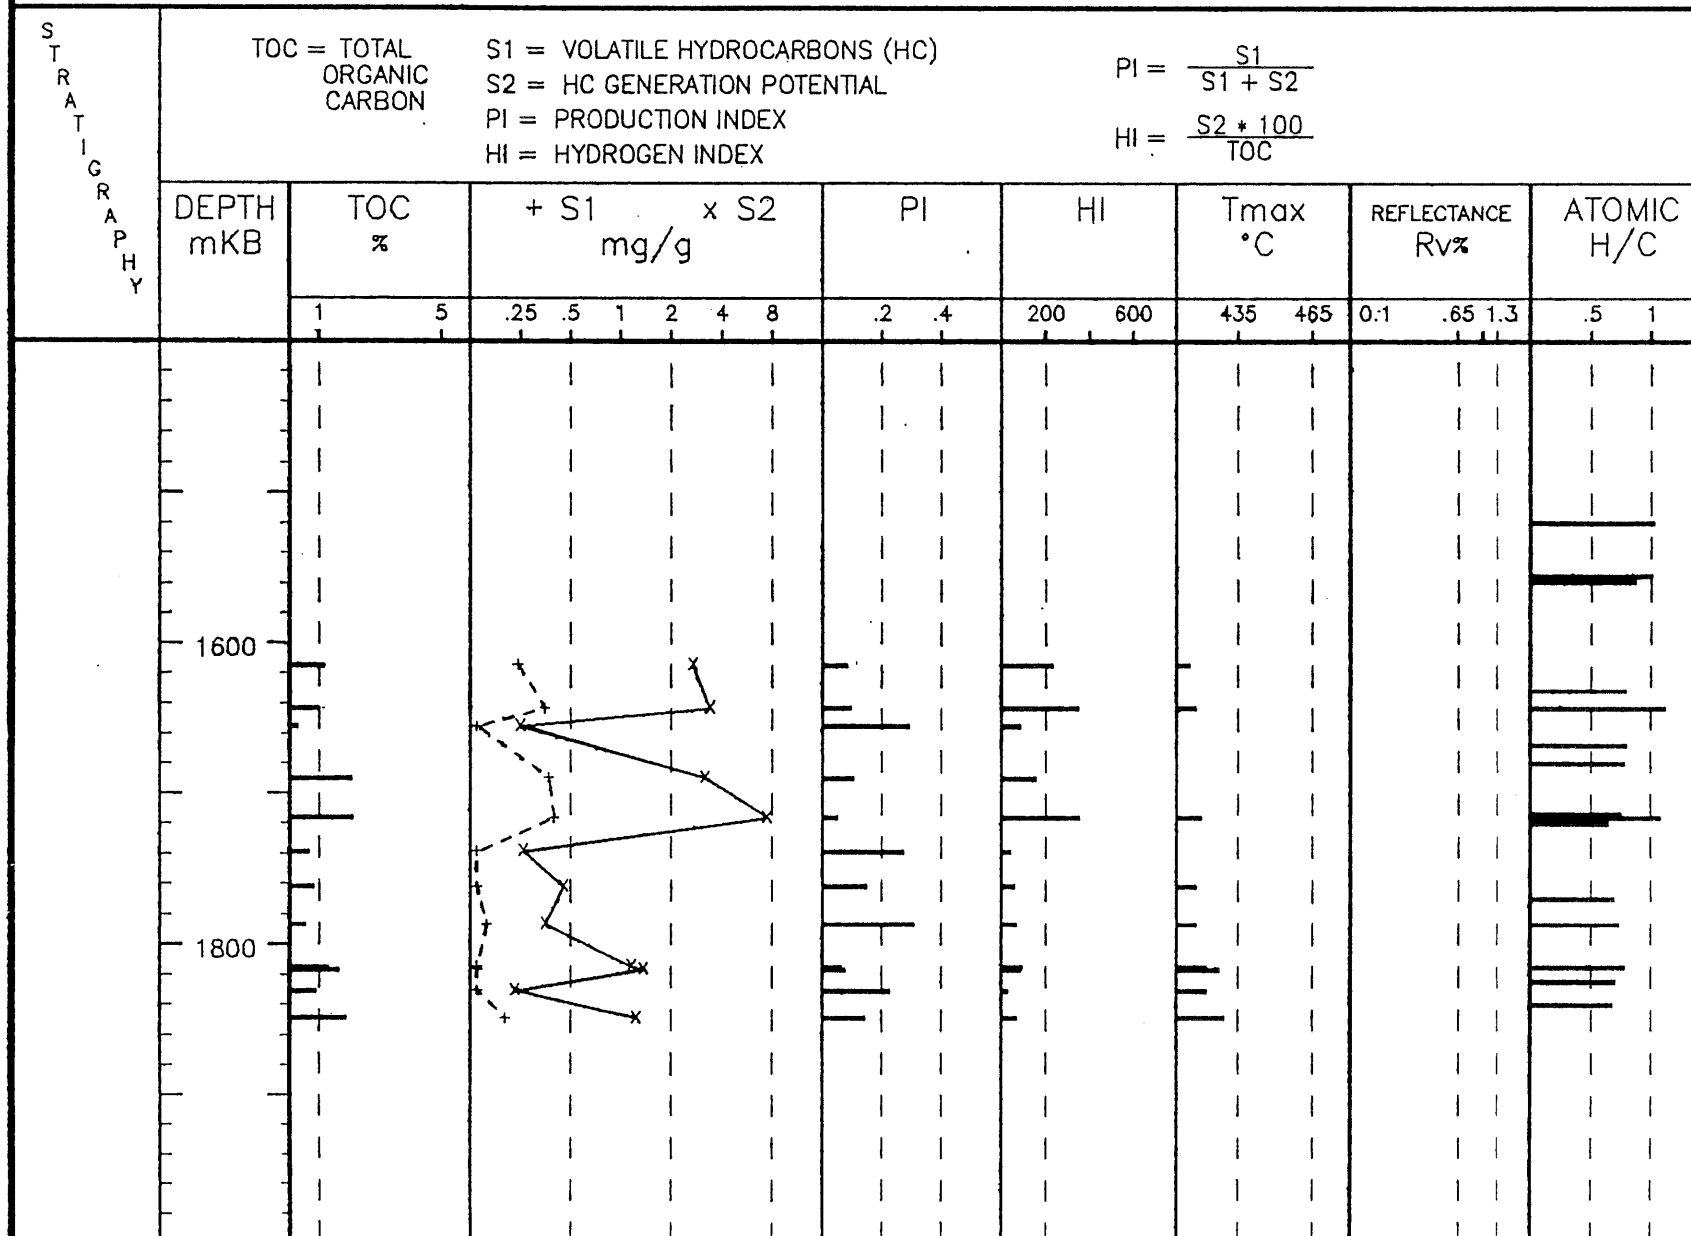 STRATIGRAPHY
TOC = TOTAL ORGANIC CARBON
S1 = VOLATILE HYDROCARBONS (HC)
S2 = HC GENERATION POTENTIAL
PI = PRODUCTION INDEX
HI = HYDROGEN INDEX
PI = S1
S1 + S2
HI = S2 * 100
TOC
DEPTH mKB
TOC %
+ S1 x S2 mg/g
PI
HI
Tmax °C
REFLECTANCE Rv%
ATOMIC H/C
1 5
.25 .5 1 2 4 8
.2 .4
200 600
435 465
0.1 .65 1.3
.5 1
1600
1800